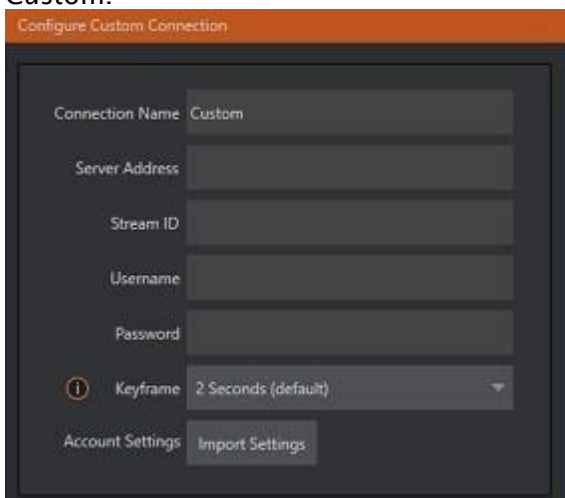 Custom:
Configure Custom Connection
Connection Name Custom
Server Address
Stream ID
Username
Password
Keyframe 2 Seconds (default)
Account Settings Import Settings